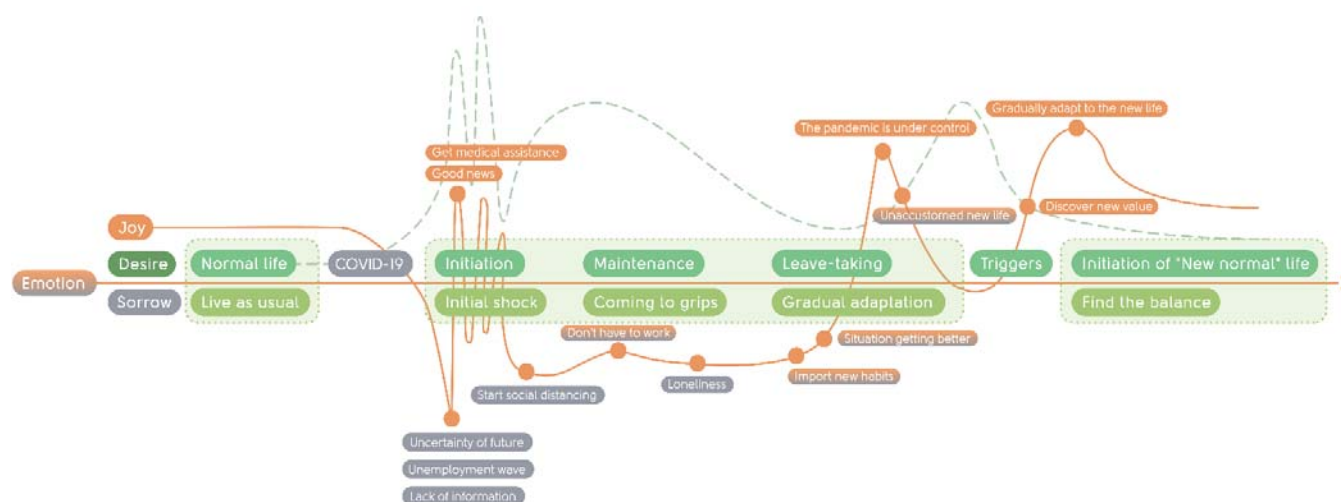 Gradually adapt to the new life
The pandemic is under control
Get medical assistance
Good news
Unaccustomed new life
Discover new value
Joy
Desire
Normal life
COVID-19
Initiation
Maintenance
Leave-taking
Triggers
Initiation of "New normal" life
Emotion
Sorrow
Live as usual
Initial shock
Coming to grips
Gradual adaptation
Find the balance
Don't have to work
Situation getting better
Loneliness
Import new habits
Start social distancing
Uncertainty of future
Unemployment wave
Lack of information